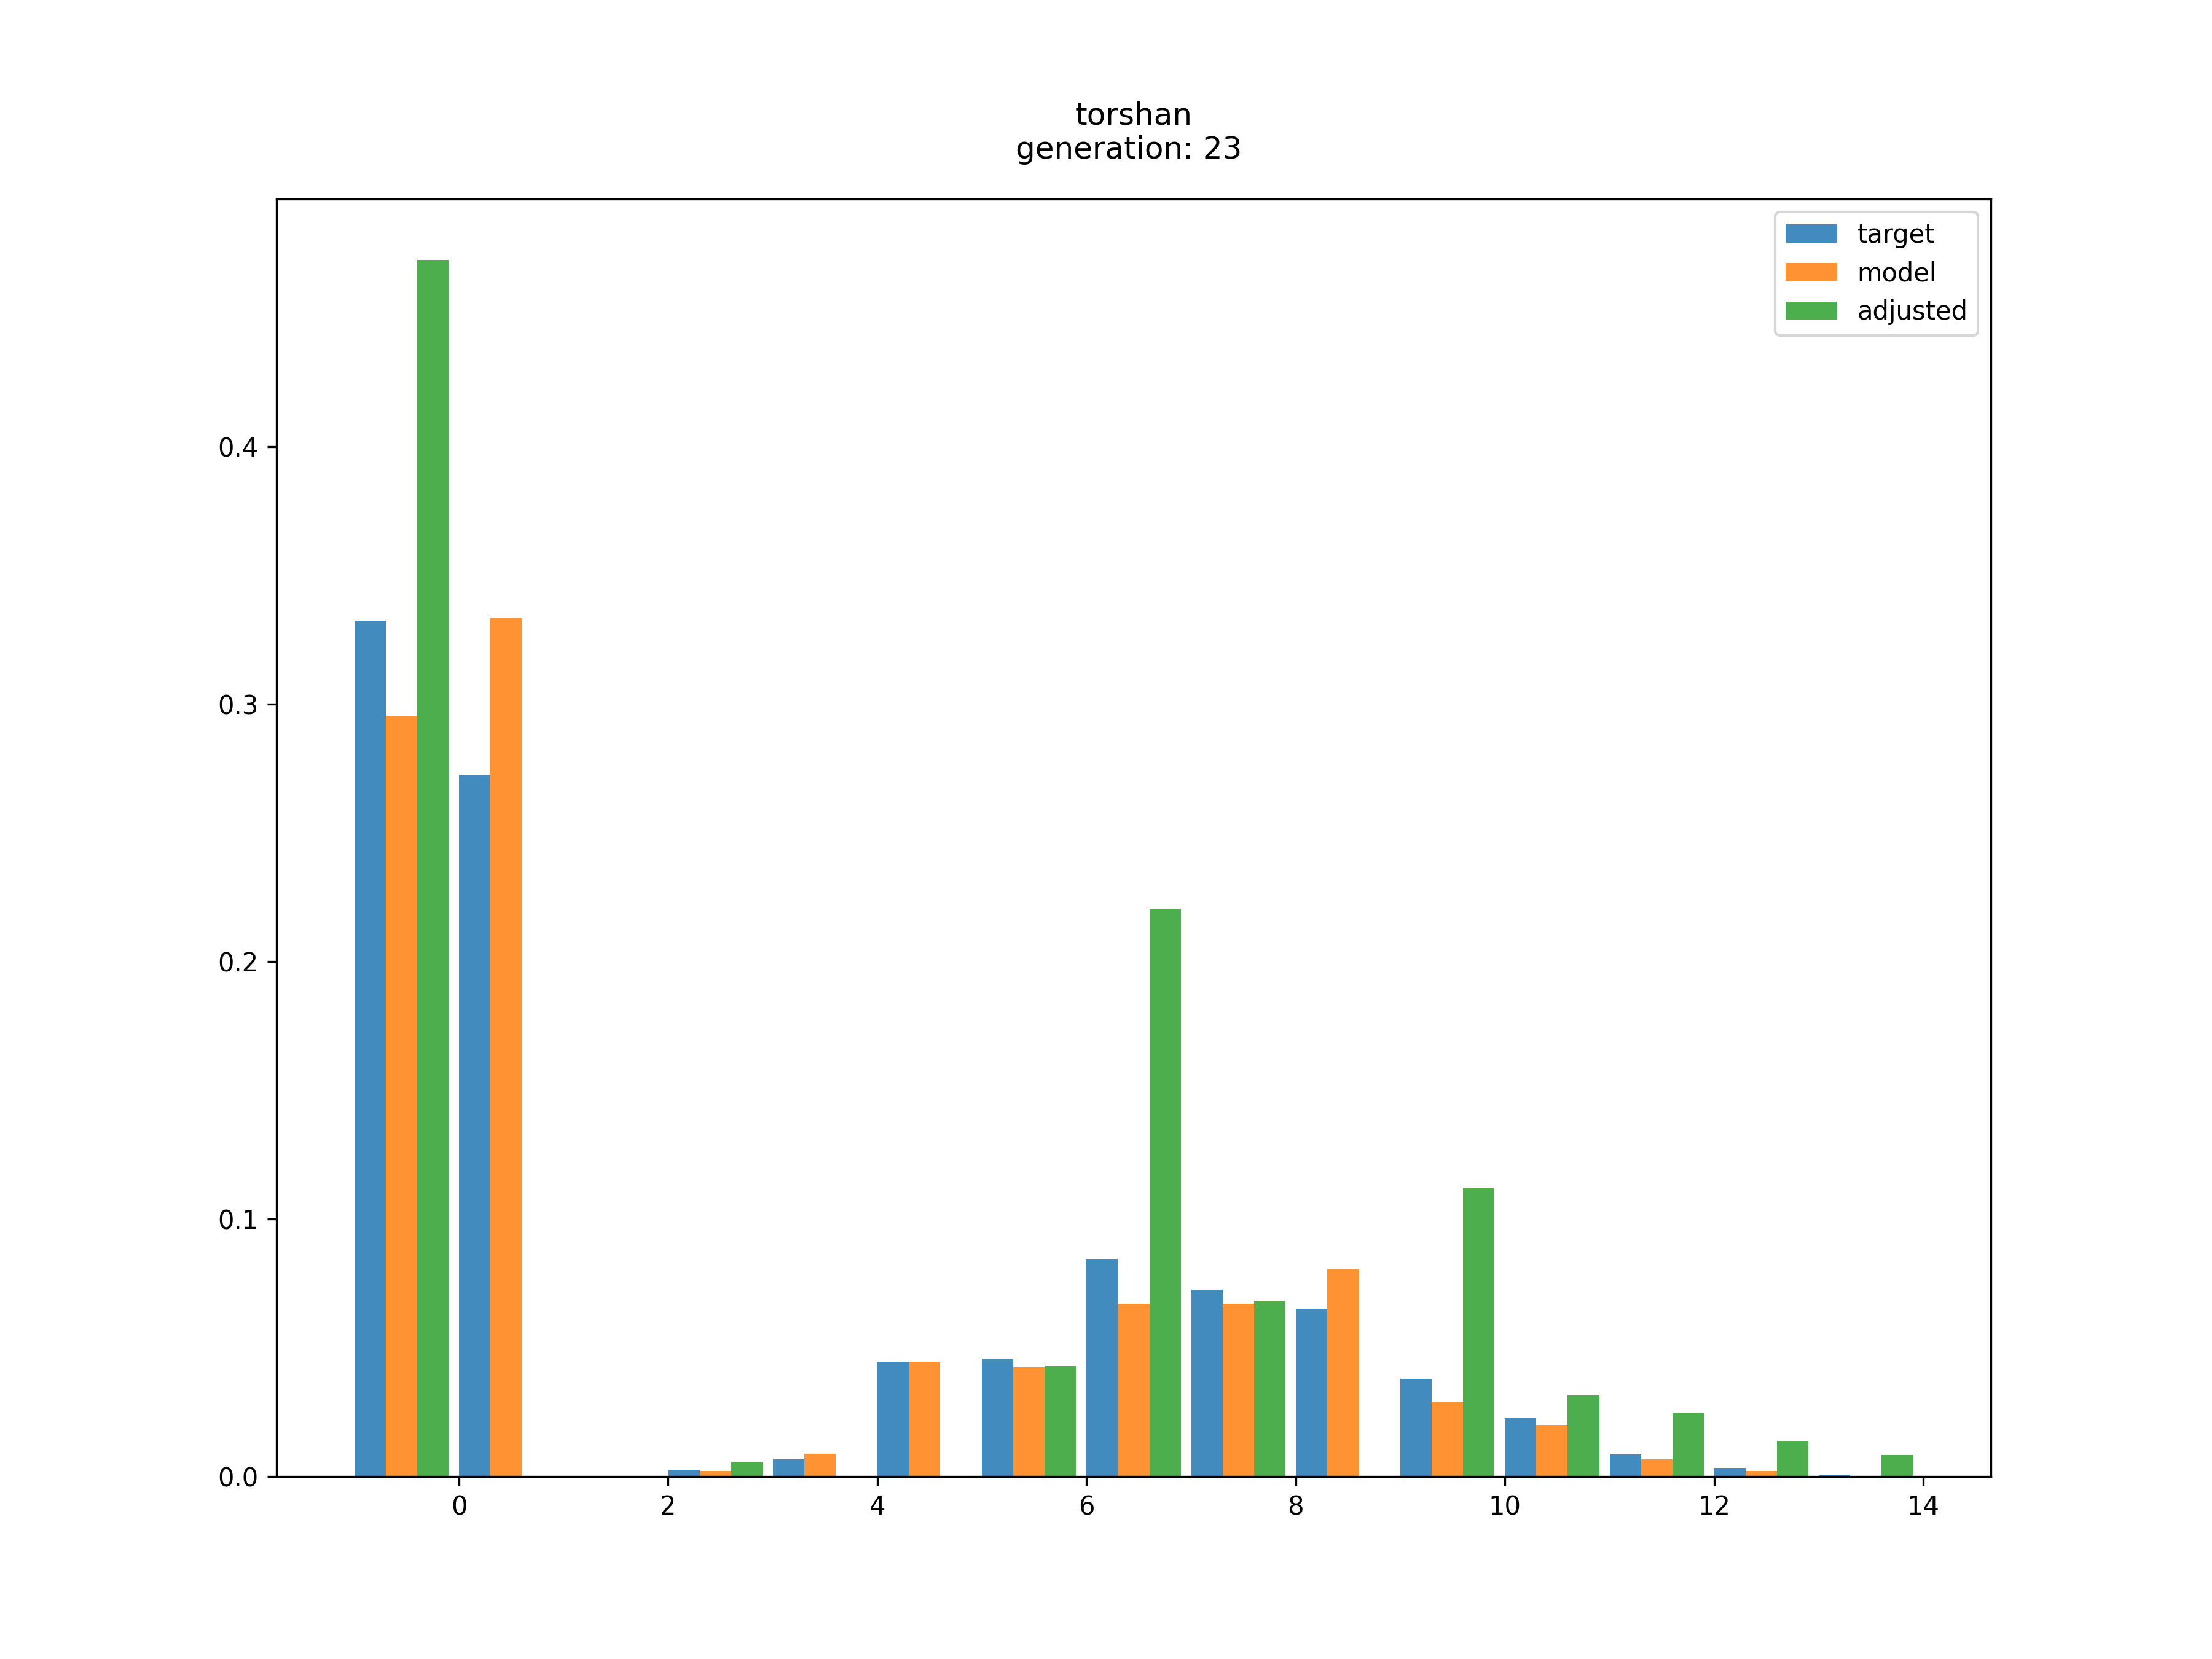 torshan
generation: 23
target
model
adjusted
0.4
0.3
0.2
0.1
0.0
0 2 4 6 8 10 12 14